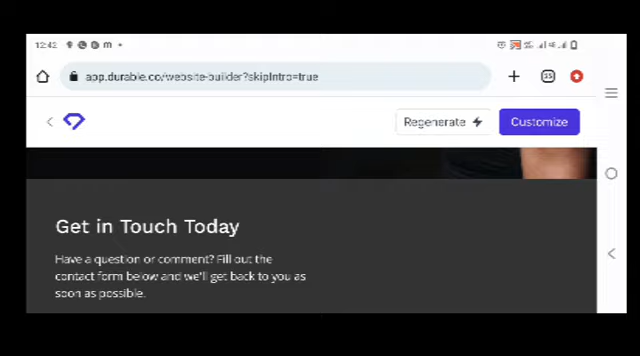 12:42
app.durable.co/website-builder?skipIntro=true
Regenerate
Customize
Get in Touch Today
Have a question or comment? Fill out the
contact form below and we'll get back to you as
soon as possible.